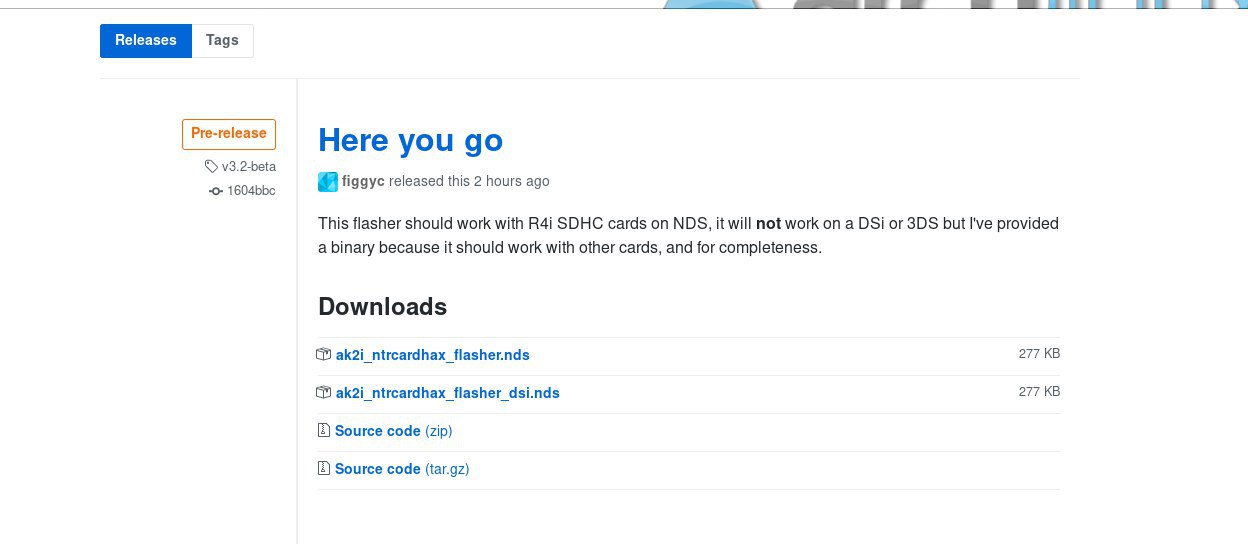 Releases Tags
Pre-release
v3.2-beta
1604bbc
Here you go
figgyc released this 2 hours ago
This flasher should work with R4i SDHC cards on NDS, it will not work on a DSi or 3DS but I've provided
a binary because it should work with other cards, and for completeness.
Downloads
ak2i_ntrcardhax_flasher.nds 277 KB
ak2i_ntrcardhax_flasher_dsi.nds 277 KB
Source code (zip)
Source code (tar.gz)